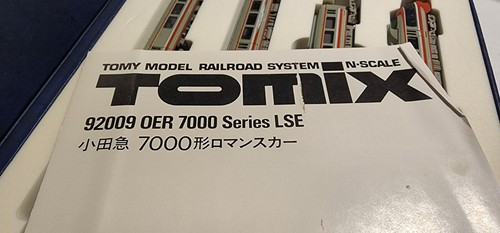 TOMY MODEL RAILROAD SYSTEM N-SCALE
TOMIX
92009 OER 7000 Series LSE
小田急 7000形ロマンスカー